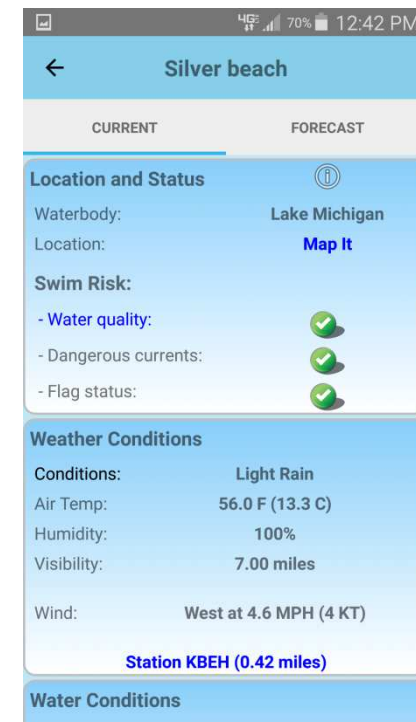 4G LTE 70% 12:42 PM
Silver beach
CURRENT FORECAST
Location and Status
Waterbody: Lake Michigan
Location: Map It
Swim Risk:
- Water quality:
- Dangerous currents:
- Flag status:
Weather Conditions
Conditions: Light Rain
Air Temp: 56.0 F (13.3 C)
Humidity: 100%
Visibility: 7.00 miles
Wind: West at 4.6 MPH (4 KT)
Station KBEH (0.42 miles)
Water Conditions